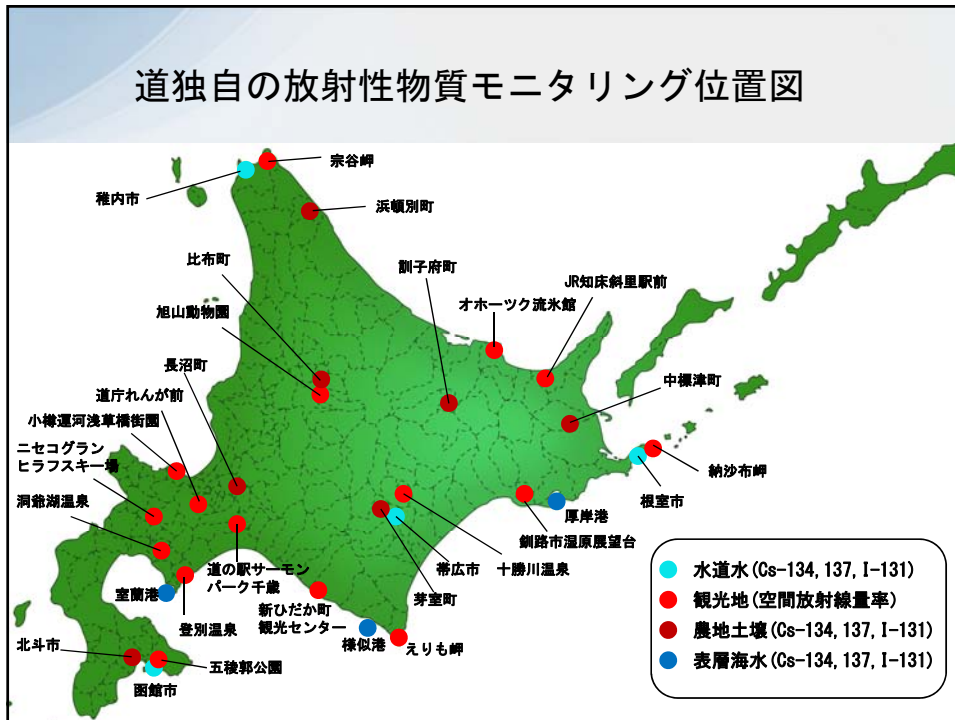 道独自の放射性物質モニタリング位置図
宗谷岬
稚内市
浜頓別町
比布町
訓子府町
JR知床斜里駅前
オホーツク流氷館
旭山動物園
長沼町
中標津町
道庁れんが前
小樽運河浅草橋街園
ニセコグラン
ヒラフスキー場
納沙布岬
洞爺湖温泉
根室市
厚岸港
釧路市湿原展望台
道の駅サーモン
パーク千歳
帯広市
十勝川温泉
室蘭港
新ひだか町
観光センター
芽室町
登別温泉
様似港
えりも岬
北斗市
五稜郭公園
函館市
水道水(Cs-134,137,I-131)
観光地(空間放射線量率)
農地土壌(Cs-134,137,I-131)
表層海水(Cs-134,137,I-131)